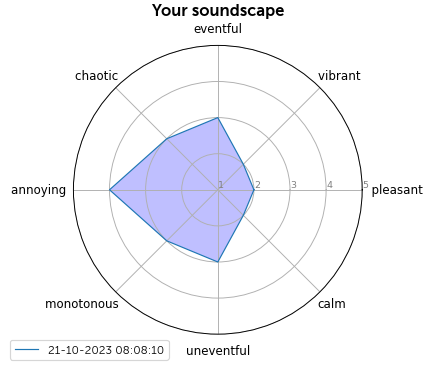 Your soundscape
eventful
chaotic
vibrant
annoying
1
2
3
4
5
pleasant
monotonous
calm
21-10-2023 08:08:10
uneventful